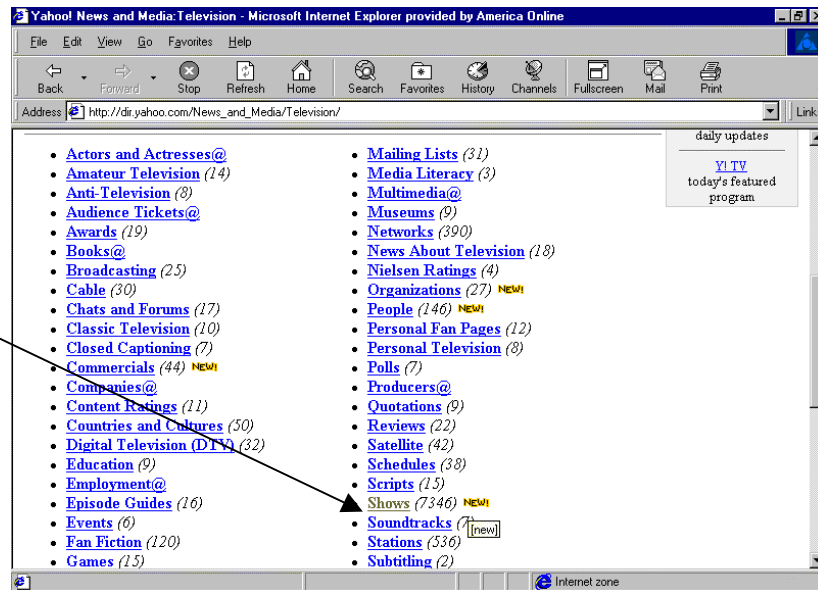 Yahoo! News and Media:Television - Microsoft Internet Explorer provided by America Online
File Edit View Go Favorites Help
Back Forward Stop Refresh Home Search Favorites History Channels Fullscreen Mail Print
Address http://dir.yahoo.com/News_and_Media/Television/ Link
Actors and Actresses@
Amateur Television (14)
Anti-Television (8)
Audience Tickets@
Awards (19)
Books@
Broadcasting (25)
Cable (30)
Chats and Forums (17)
Classic Television (10)
Closed Captioning (7)
Commercials (44) NEW!
Companies@
Content Ratings (11)
Countries and Cultures (50)
Digital Television (DTV) (32)
Education (9)
Employment@
Episode Guides (16)
Events (6)
Fan Fiction (120)
Games (15)
Mailing Lists (31)
Media Literacy (3)
Multimedia@
Museums (9)
Networks (390)
News About Television (18)
Nielsen Ratings (4)
Organizations (27) NEW!
People (146) NEW!
Personal Fan Pages (12)
Personal Television (8)
Polls (7)
Producers@
Quotations (9)
Reviews (22)
Satellite (42)
Schedules (38)
Scripts (15)
Shows (7346) NEW!
Soundtracks
[new]
Stations (536)
Subtitling (2)
daily updates
Y! TV
today's featured
program
Internet zone